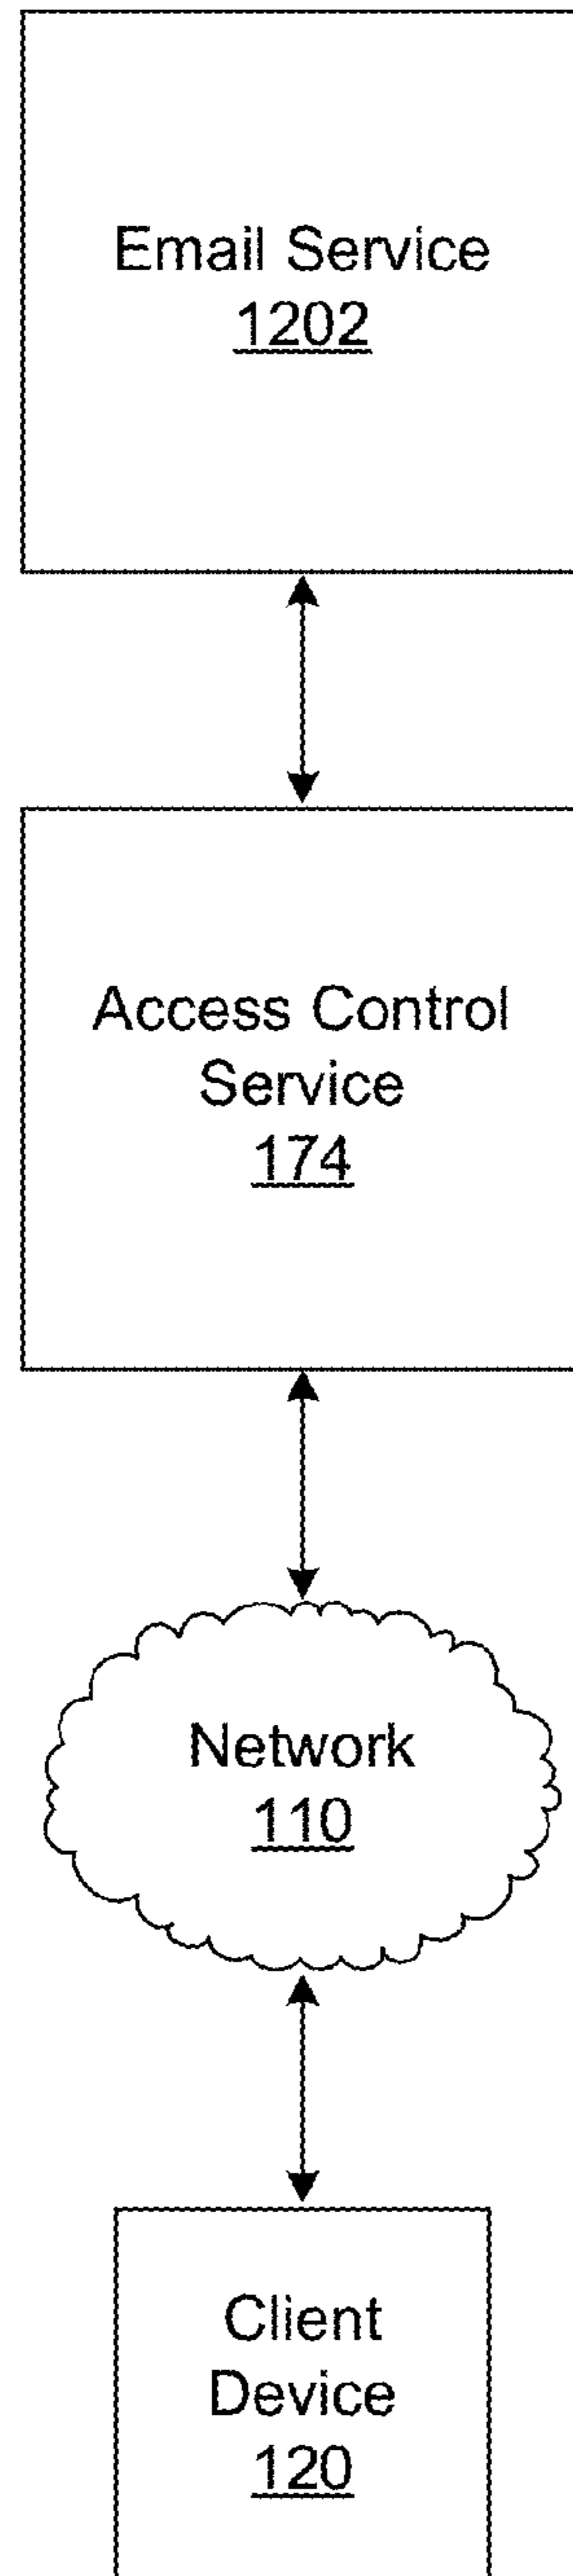 Email Service
1202
Access Control
Service
174
Network
110
Client
Device
120